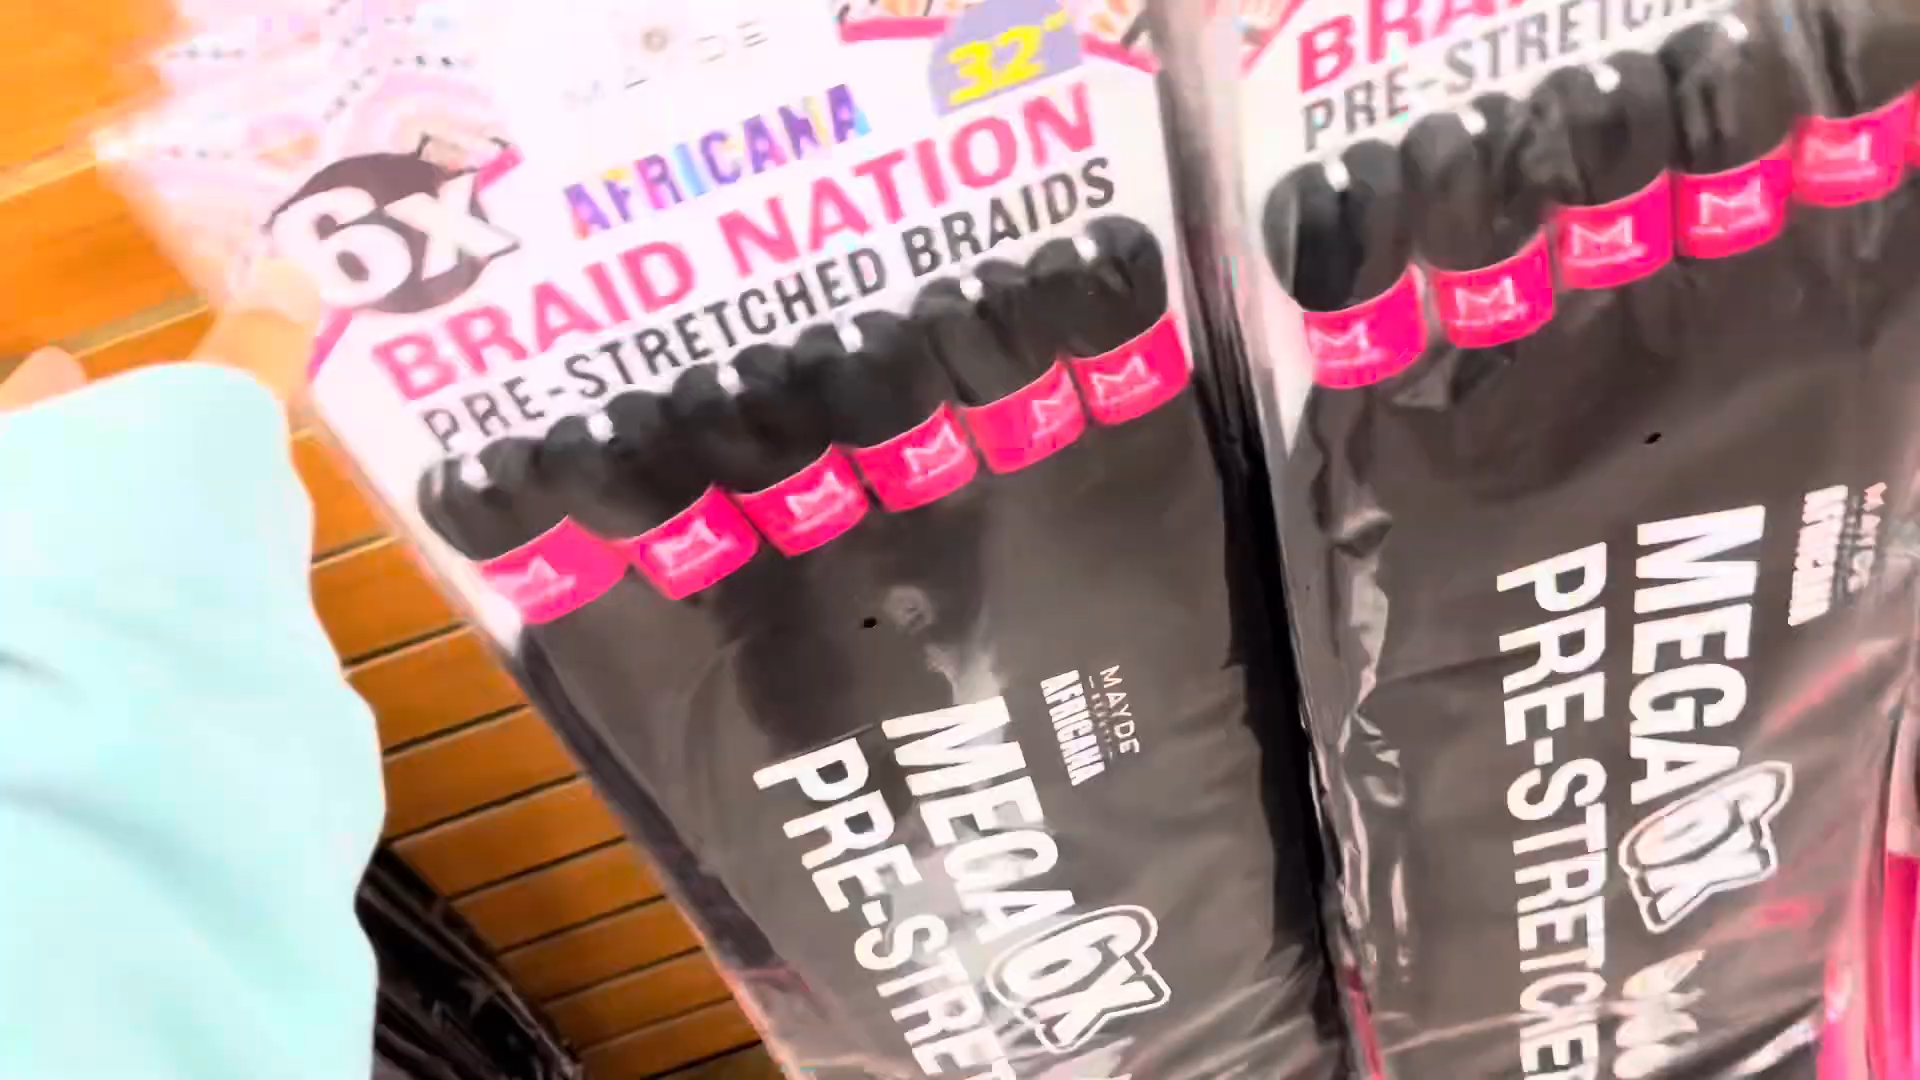 MAYDE
32"
6X
AFRICANA
BRAID NATION
PRE-STRETCHED BRAIDS
M
M
M
M
M
M
MAYDE
AFRICANA
MEGA 6X
PRE-STRE
BRA
PRE-STRETCH
M
M
M
M
M
MAYDE
AFRICANA
MEGA 6X
PRE-STRETCHE